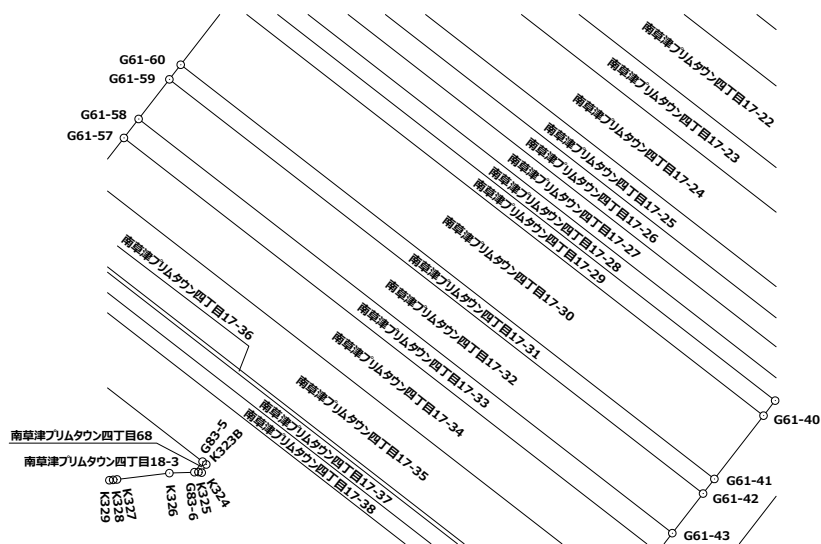 南草津プリムタウン四丁目17-22
南草津プリムタウン四丁目17-23
南草津プリムタウン四丁目17-24
南草津プリムタウン四丁目17-25
南草津プリムタウン四丁目17-26
南草津プリムタウン四丁目17-27
南草津プリムタウン四丁目17-28
南草津プリムタウン四丁目17-29
南草津プリムタウン四丁目17-30
南草津プリムタウン四丁目17-31
南草津プリムタウン四丁目17-32
南草津プリムタウン四丁目17-33
南草津プリムタウン四丁目17-34
南草津プリムタウン四丁目17-35
南草津プリムタウン四丁目17-36
南草津プリムタウン四丁目17-37
南草津プリムタウン四丁目17-38
G61-60
G61-59
G61-58
G61-57
G61-40
G61-41
G61-42
G61-43
南草津プリムタウン四丁目68
南草津プリムタウン四丁目18-3
G83-5
K323B
K324
K325
G83-6
K326
K327
K328
K329